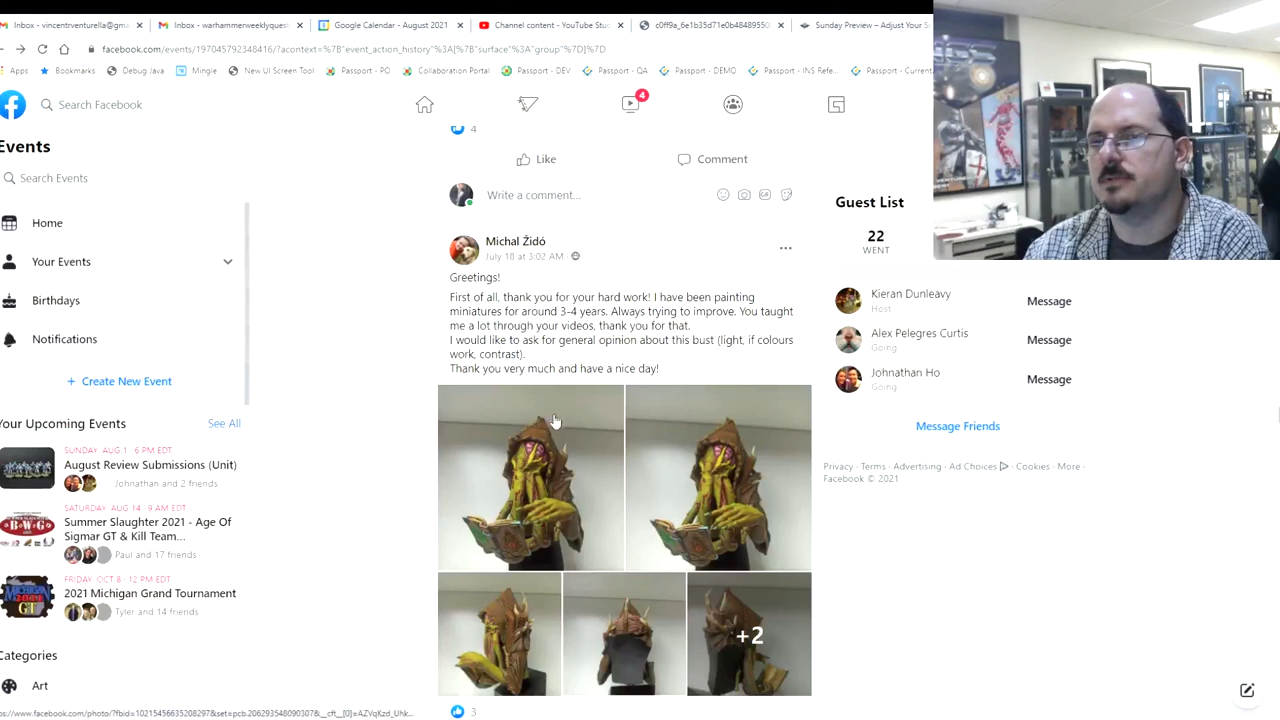 Inbox - vincentrventurella@gma
Inbox - warhammerweeklyquest
Google Calendar - August 2021
Channel content - YouTube Stu
c0ff9a_6e1b35d71e0b4848955
Sunday Preview – Adjust Your S
facebook.com/events/197045792348416/?acontext=%7B"event_action_history"%3A[%7B"surface"%3A"group"%7D]%7D
Apps
Bookmarks
Debug Java
Mingle
New UI Screen Tool
Passport - PO
Collaboration Portal
Passport - DEV
Passport - QA
Passport - DEMO
Passport - INS Refe...
Passport - Current
Search Facebook
4
Events
Search Events
Home
Your Events
Birthdays
Notifications
+ Create New Event
Your Upcoming Events
See All
SUNDAY, AUG 1 · 6 PM EDT
August Review Submissions (Unit)
Johnathan and 2 friends
SATURDAY, AUG 14 · 9 AM EDT
Summer Slaughter 2021 - Age Of
Sigmar GT & Kill Team...
Paul and 17 friends
FRIDAY, OCT 8 · 12 PM EDT
2021 Michigan Grand Tournament
Tyler and 14 friends
Categories
Art
4
Like
Comment
Write a comment...
Michal Žídó
July 18 at 3:02 AM
Greetings!
First of all, thank you for your hard work! I have been painting
miniatures for around 3-4 years. Always trying to improve. You taught
me a lot through your videos, thank you for that.
I would like to ask for general opinion about this bust (light, if colours
work, contrast).
Thank you very much and have a nice day!
+2
3
Guest List
22
WENT
Kieran Dunleavy
Host
Message
Alex Pelegres Curtis
Going
Message
Johnathan Ho
Going
Message
Message Friends
Privacy · Terms · Advertising · Ad Choices · Cookies · More ·
Facebook © 2021